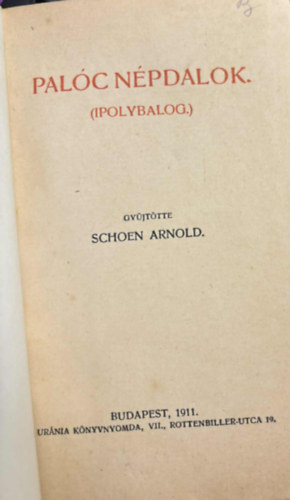 PALÓC NÉPDALOK.
(IPOLYBALOG.)
GYŰJTÖTTE
SCHOEN ARNOLD.
BUDAPEST, 1911.
URÁNIA KÖNYVNYOMDA, VII., ROTTENBILLER-UTCA 19.